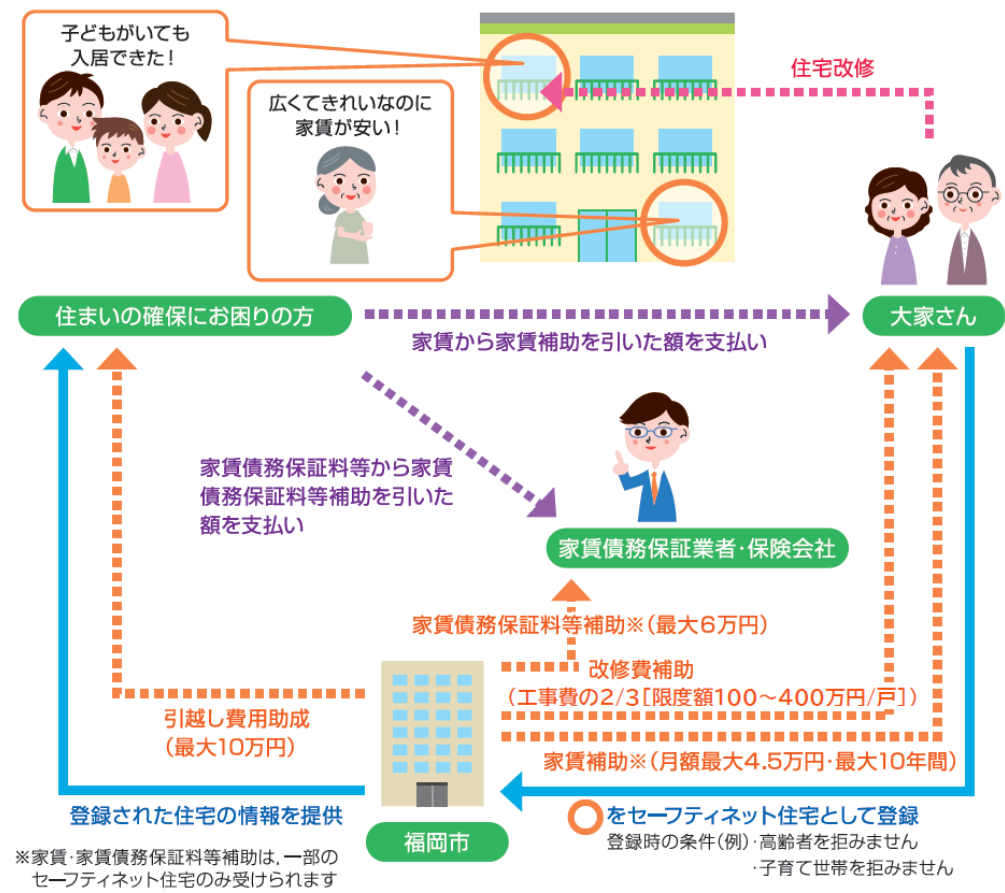 子どもがいても
入居できた！
広くてきれいなのに
家賃が安い！
住宅改修
住まいの確保にお困りの方
大家さん
家賃から家賃補助を引いた額を支払い
家賃債務保証料等から家賃
債務保証料等補助を引いた
額を支払い
家賃債務保証業者・保険会社
家賃債務保証料等補助※（最大6万円）
改修費補助
（工事費の2/3［限度額100～400万円/戸］）
引越し費用助成
（最大10万円）
家賃補助※（月額最大4.5万円・最大10年間）
登録された住宅の情報を提供
福岡市
をセーフティネット住宅として登録
登録時の条件（例）・高齢者を拒みません
・子育て世帯を拒みません
※家賃・家賃債務保証料等補助は，一部の
セーフティネット住宅のみ受けられます